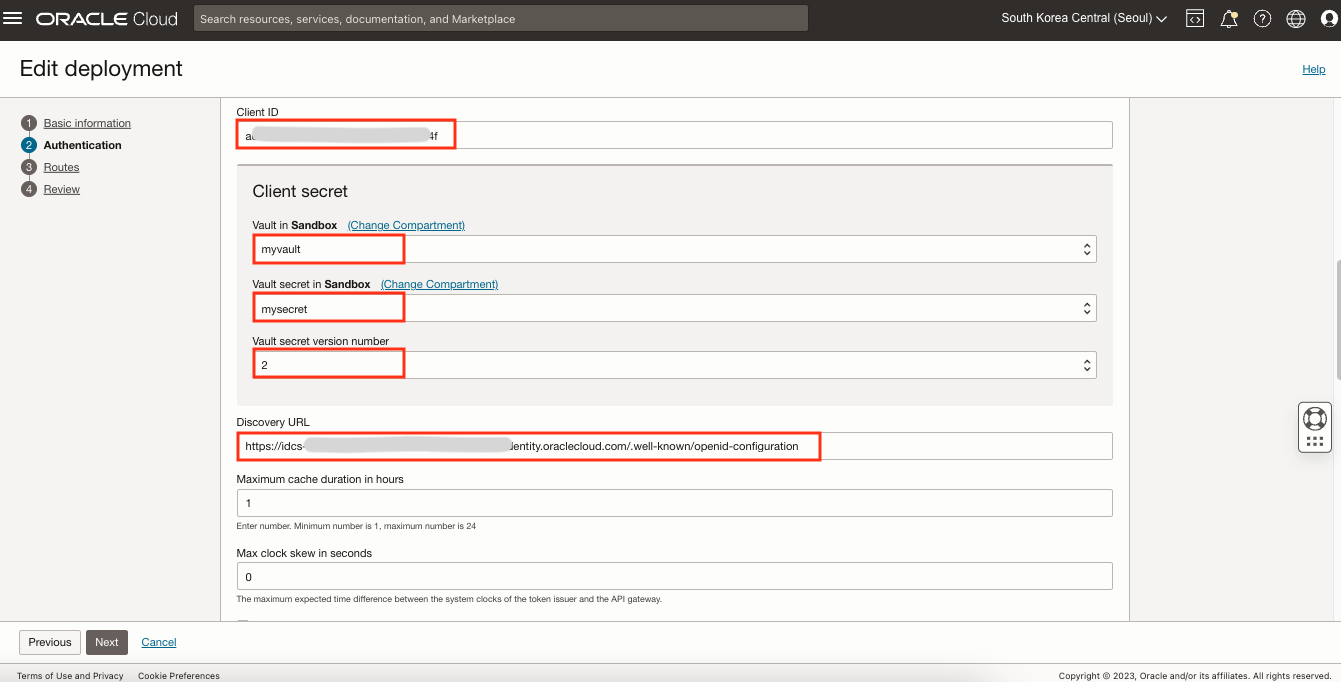 ORACLE Cloud
Search resources, services, documentation, and Marketplace
South Korea Central (Seoul)
Edit deployment
Help
1 Basic information
2 Authentication
3 Routes
4 Review
Client ID
4f
Client secret
Vault in Sandbox (Change Compartment)
myvault
Vault secret in Sandbox (Change Compartment)
mysecret
Vault secret version number
2
Discovery URL
https://idcs- entity.oraclecloud.com/.well-known/openid-configuration
Maximum cache duration in hours
1
Enter number. Minimum number is 1, maximum number is 24
Max clock skew in seconds
0
The maximum expected time difference between the system clocks of the token issuer and the API gateway.
Previous
Next
Cancel
Terms of Use and Privacy
Cookie Preferences
Copyright © 2023, Oracle and/or its affiliates. All rights reserved.